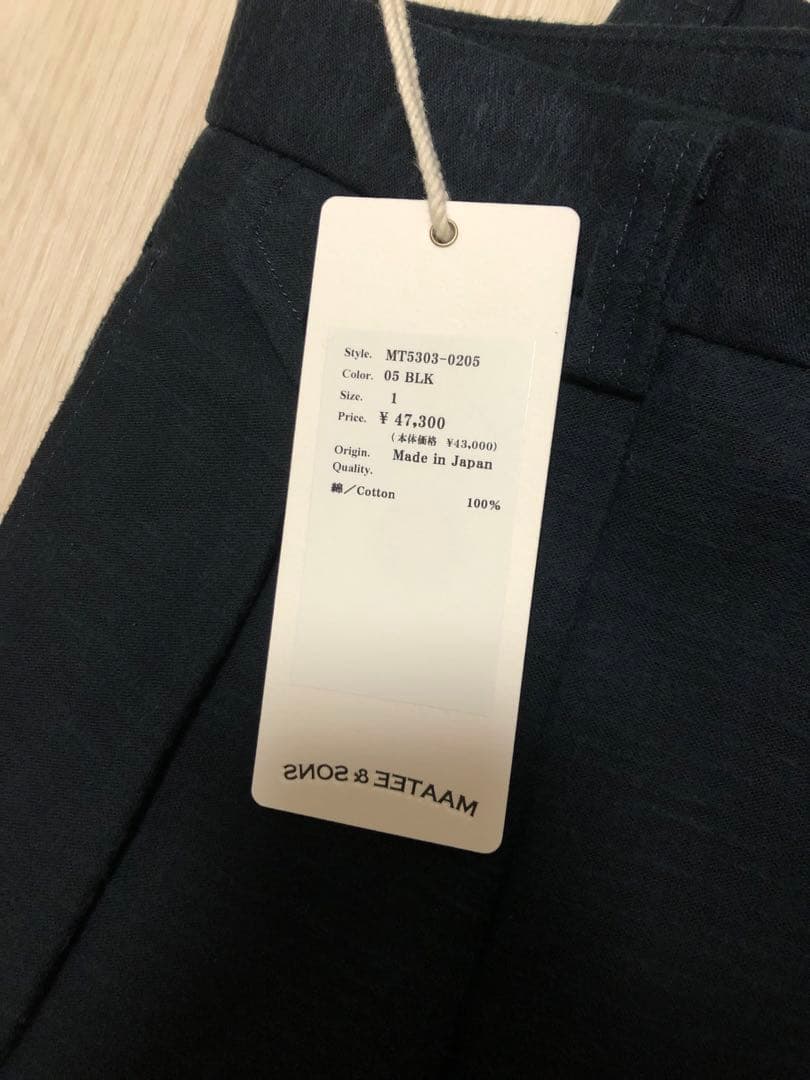 Style. MT5303-0205
Color. 05 BLK
Size. 1
Price. ¥ 47,300
(本体価格 ¥43,000)
Origin. Made in Japan
Quality.
綿/Cotton 100%
MAATEE & SONS